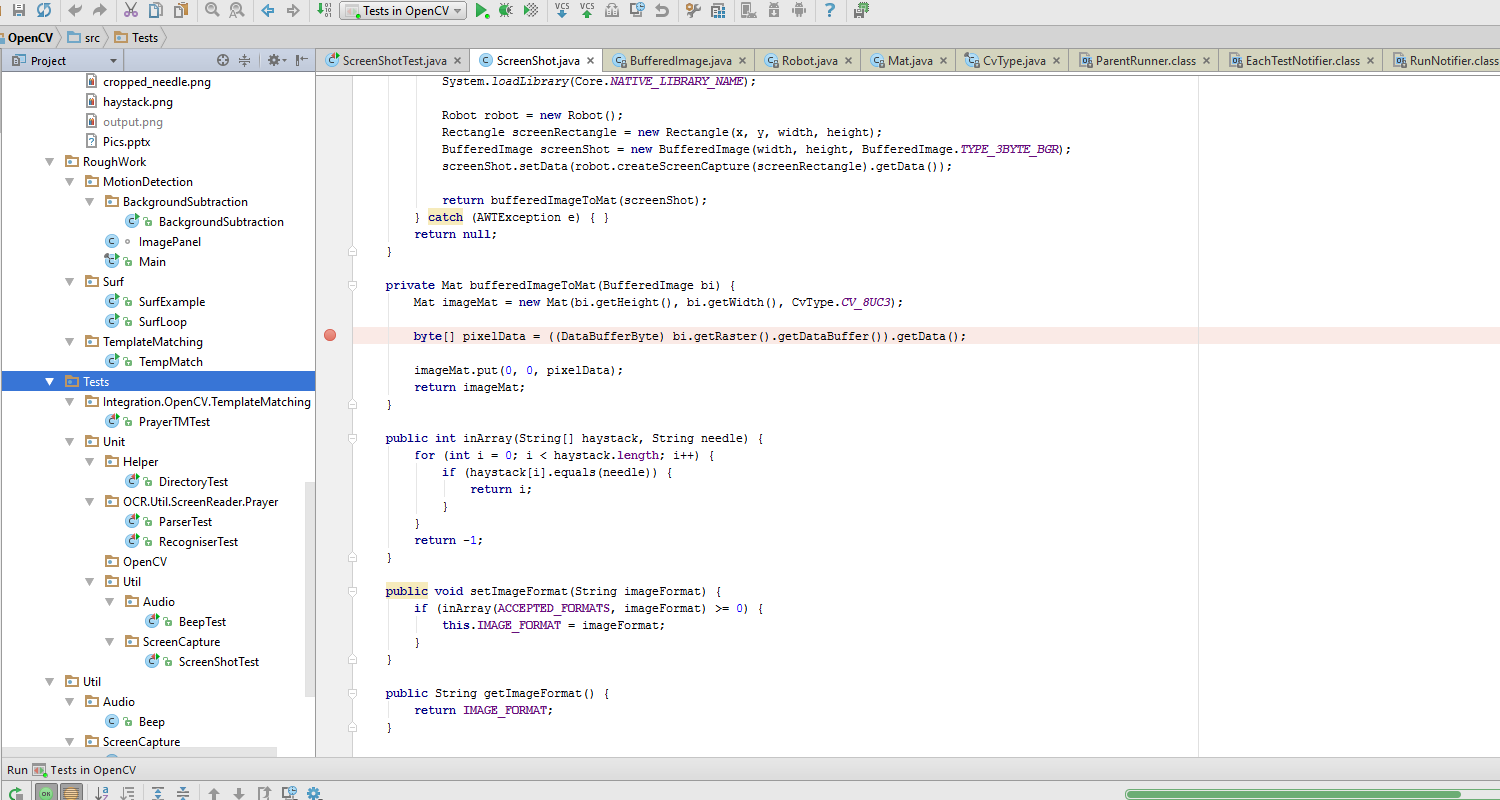 Tests in OpenCV
VCS VCS
OpenCV src Tests
Project
ScreenShotTest.java ScreenShot.java BufferedImage.java Robot.java Mat.java CvType.java ParentRunner.class EachTestNotifier.class RunNotifier.class
cropped_needle.png
haystack.png
output.png
Pics.pptx
RoughWork
MotionDetection
BackgroundSubtraction
BackgroundSubtraction
ImagePanel
Main
Surf
SurfExample
SurfLoop
TemplateMatching
TempMatch
Tests
Integration.OpenCV.TemplateMatching
PrayerTMTest
Unit
Helper
DirectoryTest
OCR.Util.ScreenReader.Prayer
ParserTest
RecogniserTest
OpenCV
Util
Audio
BeepTest
ScreenCapture
ScreenShotTest
Util
Audio
Beep
ScreenCapture
System.loadLibrary(Core.NATIVE_LIBRARY_NAME);
Robot robot = new Robot();
Rectangle screenRectangle = new Rectangle(x, y, width, height);
BufferedImage screenShot = new BufferedImage(width, height, BufferedImage.TYPE_3BYTE_BGR);
screenShot.setData(robot.createScreenCapture(screenRectangle).getData());
return bufferedImageToMat(screenShot);
} catch (AWTException e) { }
return null;
}
private Mat bufferedImageToMat(BufferedImage bi) {
Mat imageMat = new Mat(bi.getHeight(), bi.getWidth(), CvType.CV_8UC3);
byte[] pixelData = ((DataBufferByte) bi.getRaster().getDataBuffer()).getData();
imageMat.put(0, 0, pixelData);
return imageMat;
}
public int inArray(String[] haystack, String needle) {
for (int i = 0; i < haystack.length; i++) {
if (haystack[i].equals(needle)) {
return i;
}
}
return -1;
}
public void setImageFormat(String imageFormat) {
if (inArray(ACCEPTED_FORMATS, imageFormat) >= 0) {
this.IMAGE_FORMAT = imageFormat;
}
}
public String getImageFormat() {
return IMAGE_FORMAT;
}
Run Tests in OpenCV
OK